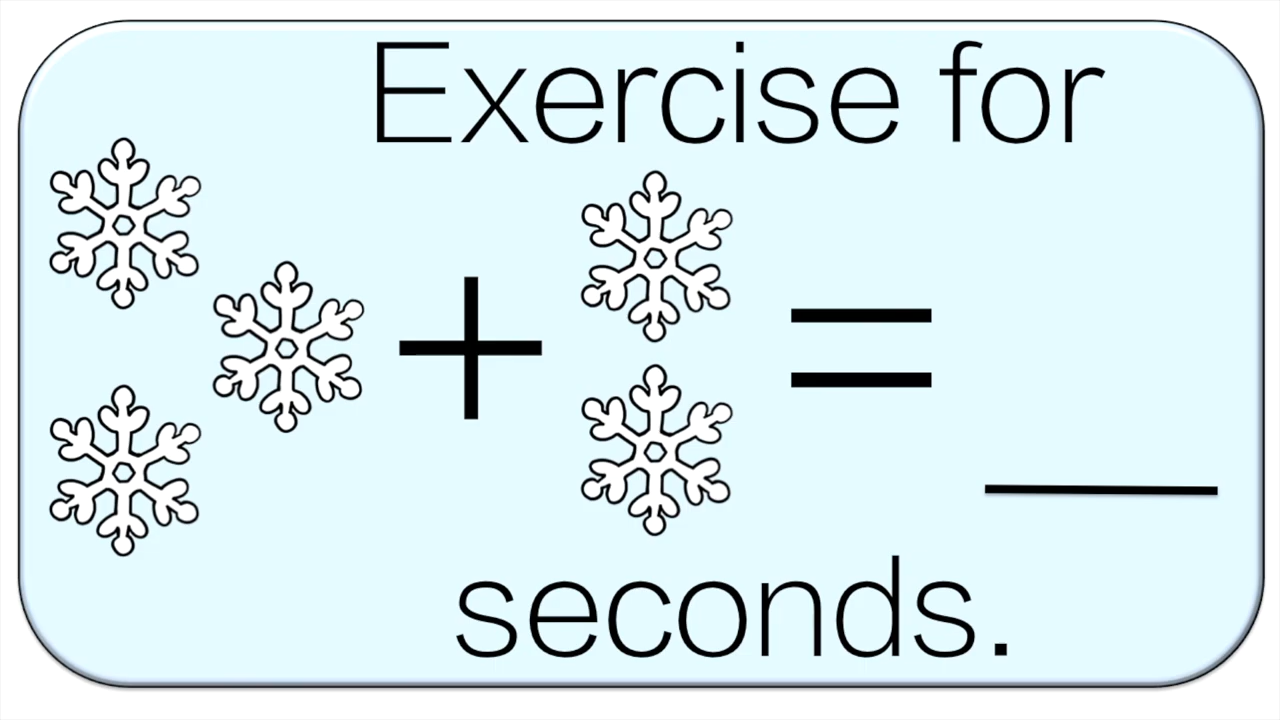 Exercise for
+ =
seconds.